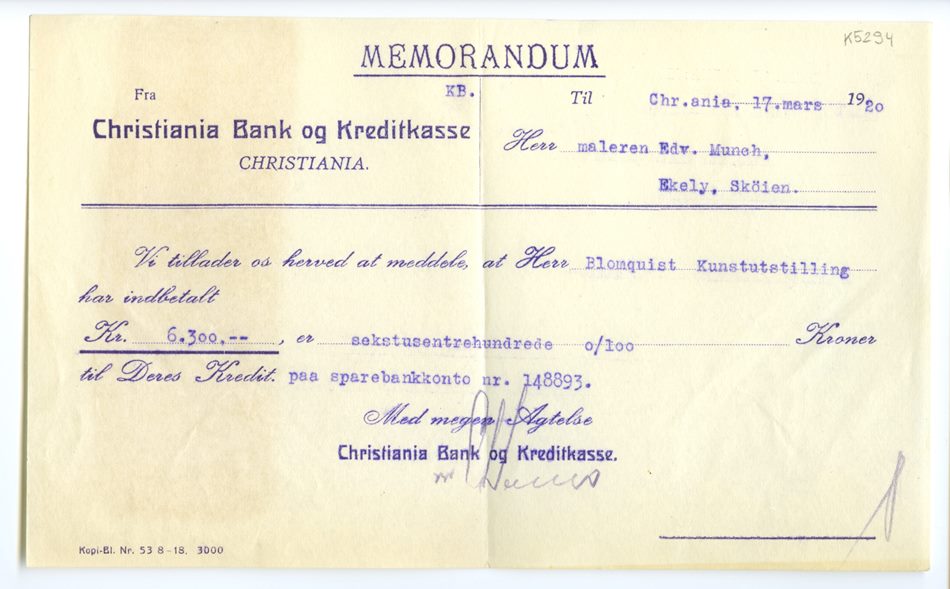 K5294
MEMORANDUM
Fra KB. Til Chr.ania, 17.mars 1920
Christiania Bank og Kreditkasse Herr maleren Edv. Munch,
CHRISTIANIA.
Ekely, Sköien.
Vi tillader os herved at meddele, at Herr Blomquist Kunstutstilling
har indbetalt
Kr. 6.300,-- , er sekstusentrehundrede 0/100 Kroner
til Deres Kredit. paa sparebankkonto nr. 148893.
Med megen Agtelse
Christiania Bank og Kreditkasse.
Kopi-Bl. Nr. 53 8-18. 3000